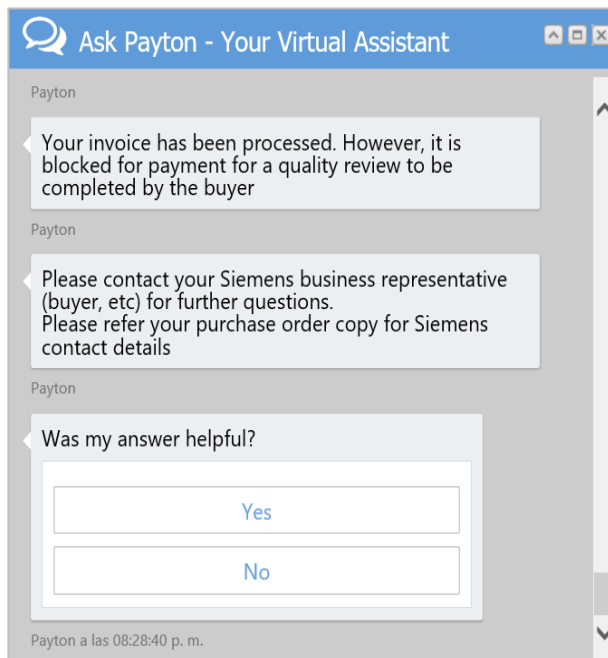 Ask Payton - Your Virtual Assistant
Payton
Your invoice has been processed. However, it is
blocked for payment for a quality review to be
completed by the buyer
Payton
Please contact your Siemens business representative
(buyer, etc) for further questions.
Please refer your purchase order copy for Siemens
contact details
Payton
Was my answer helpful?
Yes
No
Payton a las 08:28:40 p. m.